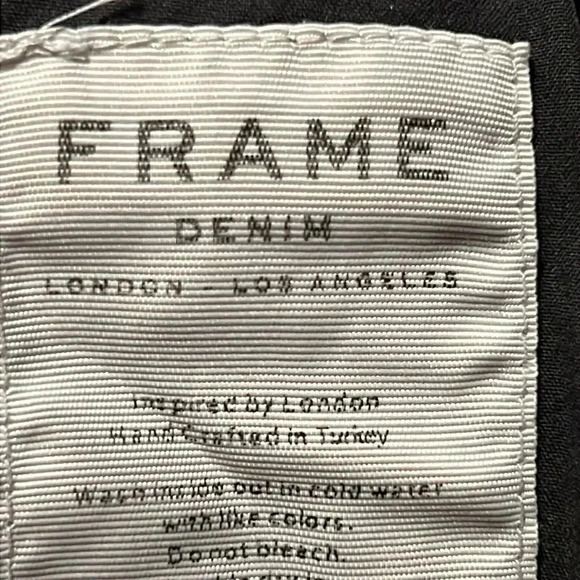 FRAME
DENIM
LONDON - LOS ANGELES
Inspired by London
Hand Crafted in Turkey
Wash inside out in cold water
with like colors.
Do not bleach.